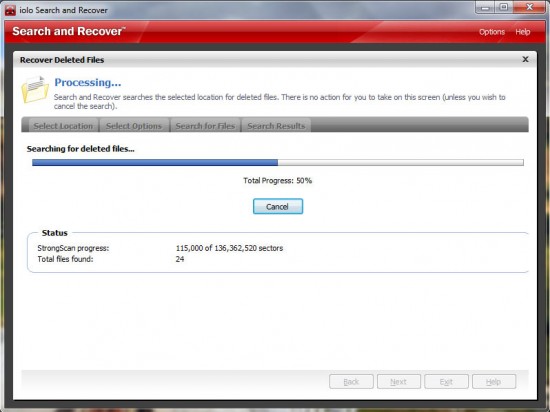 iolo Search and Recover
Search and Recover™
Options Help
Recover Deleted Files X
Processing...
Search and Recover searches the selected location for deleted files. There is no action for you to take on this screen (unless you wish to
cancel the search).
Select Location Select Options Search for Files Search Results
Searching for deleted files...
Total Progress: 50%
Cancel
Status
StrongScan progress: 115,000 of 136,362,520 sectors
Total files found: 24
Back Next Exit Help